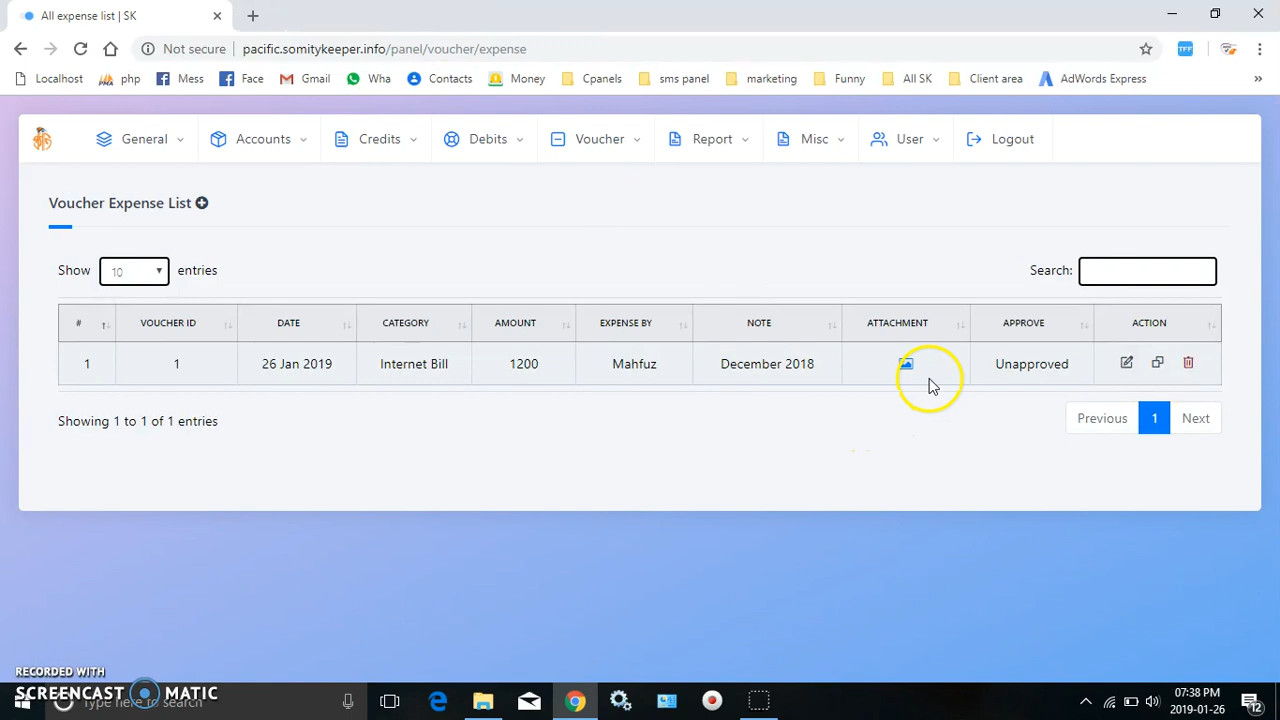 All expense list | SK
Not secure pacific.somitykeeper.info/panel/voucher/expense TFF
Localhost php Mess Face Gmail Wha Contacts Money Cpanels sms panel marketing Funny All SK Client area AdWords Express »
General Accounts Credits Debits Voucher Report Misc User Logout
Voucher Expense List
Show 10 entries Search:
# VOUCHER ID DATE CATEGORY AMOUNT EXPENSE BY NOTE ATTACHMENT APPROVE ACTION
1 1 26 Jan 2019 Internet Bill 1200 Mahfuz December 2018 Unapproved
Showing 1 to 1 of 1 entries Previous 1 Next
RECORDED WITH
SCREENCAST MATIC
Type here to search
07:38 PM
2019-01-26
12